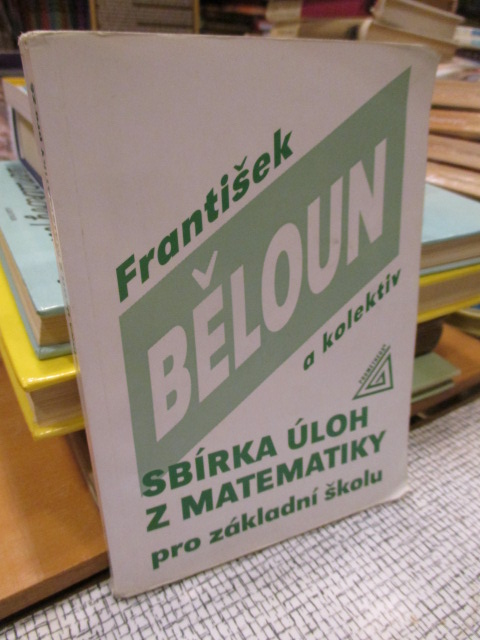 František
BĚLOUN
a kolektiv
SBÍRKA ÚLOH
Z MATEMATIKY
pro základní školu